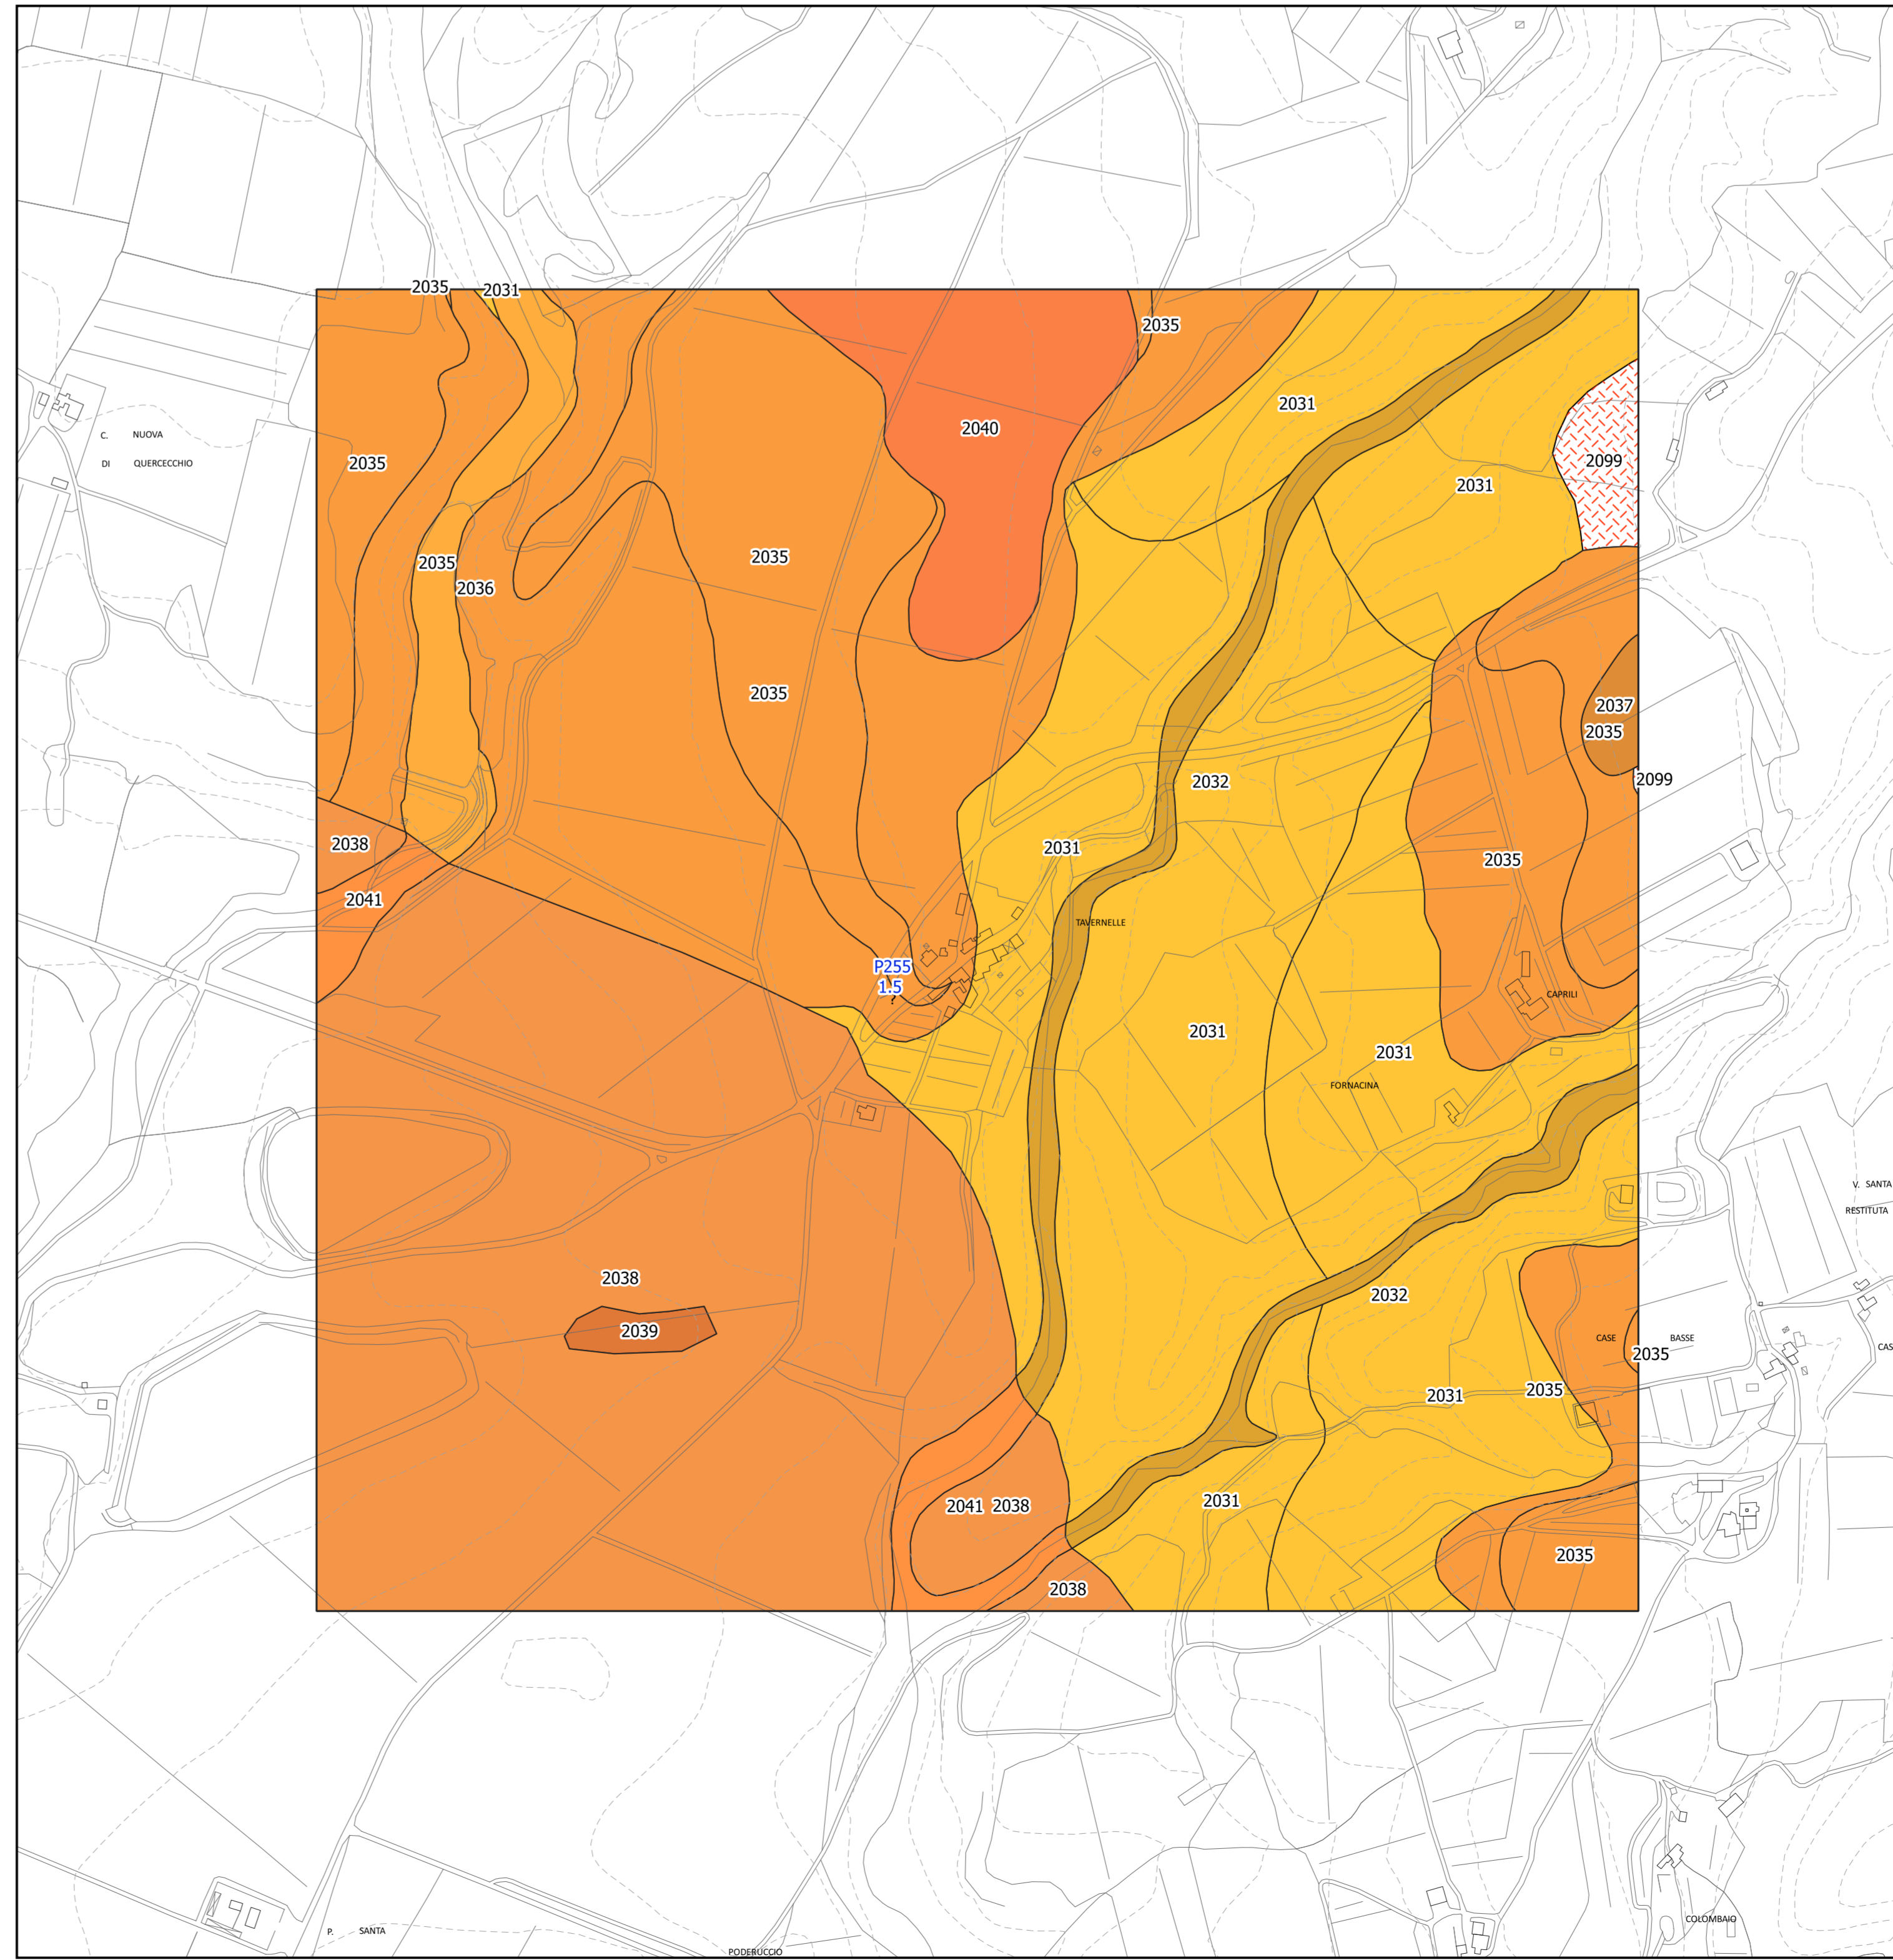 2035
2031
2035
2031
2040
C. NUOVA
DI QUERCECCHIO
2035
2099
2031
2035
2035
2036
2035
2037
2035
2099
2032
2038
2031
2035
2041
TAVERNELLE
P255
1.5
?
CAPRILI
2031
2031
FORNACINA
V. SANTA
RESTITUTA
2038
2032
2039
CASE BASSE
CAS
2035
2035
2031
2031
2041 2038
2035
2038
COLOMBAIO
P. SANTA
PODERUCCIO